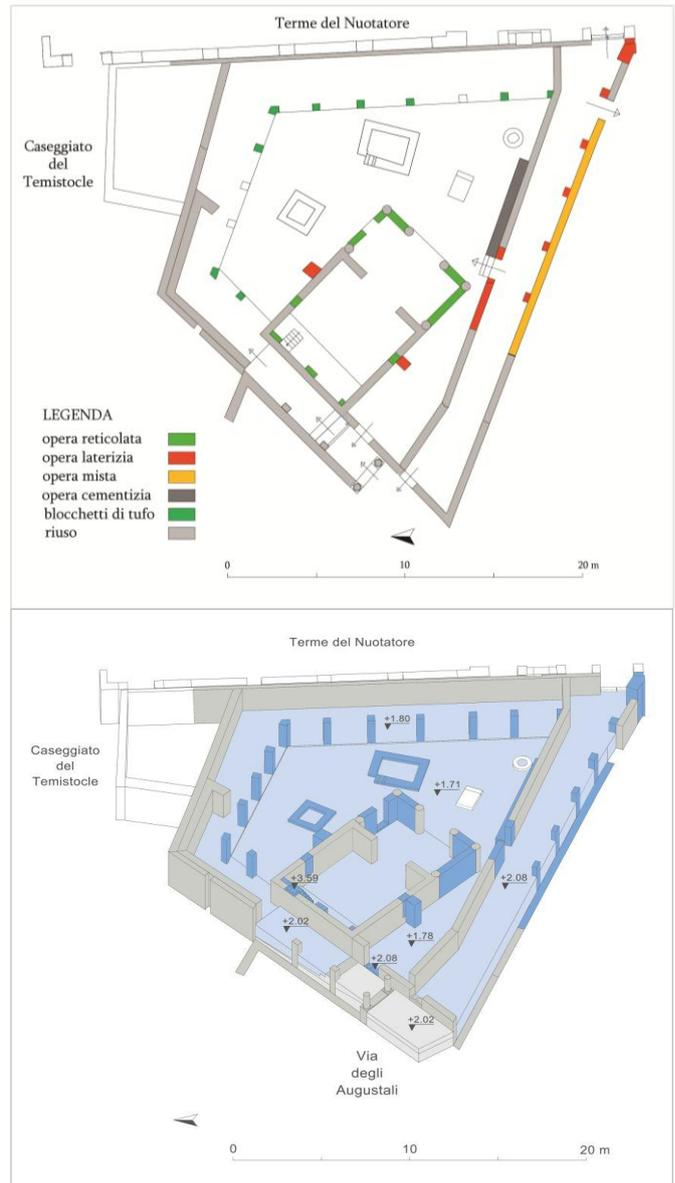 Terme del Nuotatore
Caseggiato
del
Temistocle
LEGENDA
opera reticolata
opera laterizia
opera mista
opera cementizia
blocchetti di tufo
riuso
0 10 20 m
Terme del Nuotatore
Caseggiato
del
Temistocle
+1.80
+1.71
+3.59
+2.08
+2.02
+1.78
+2.08
+2.02
Via
degli
Augustali
0 10 20 m